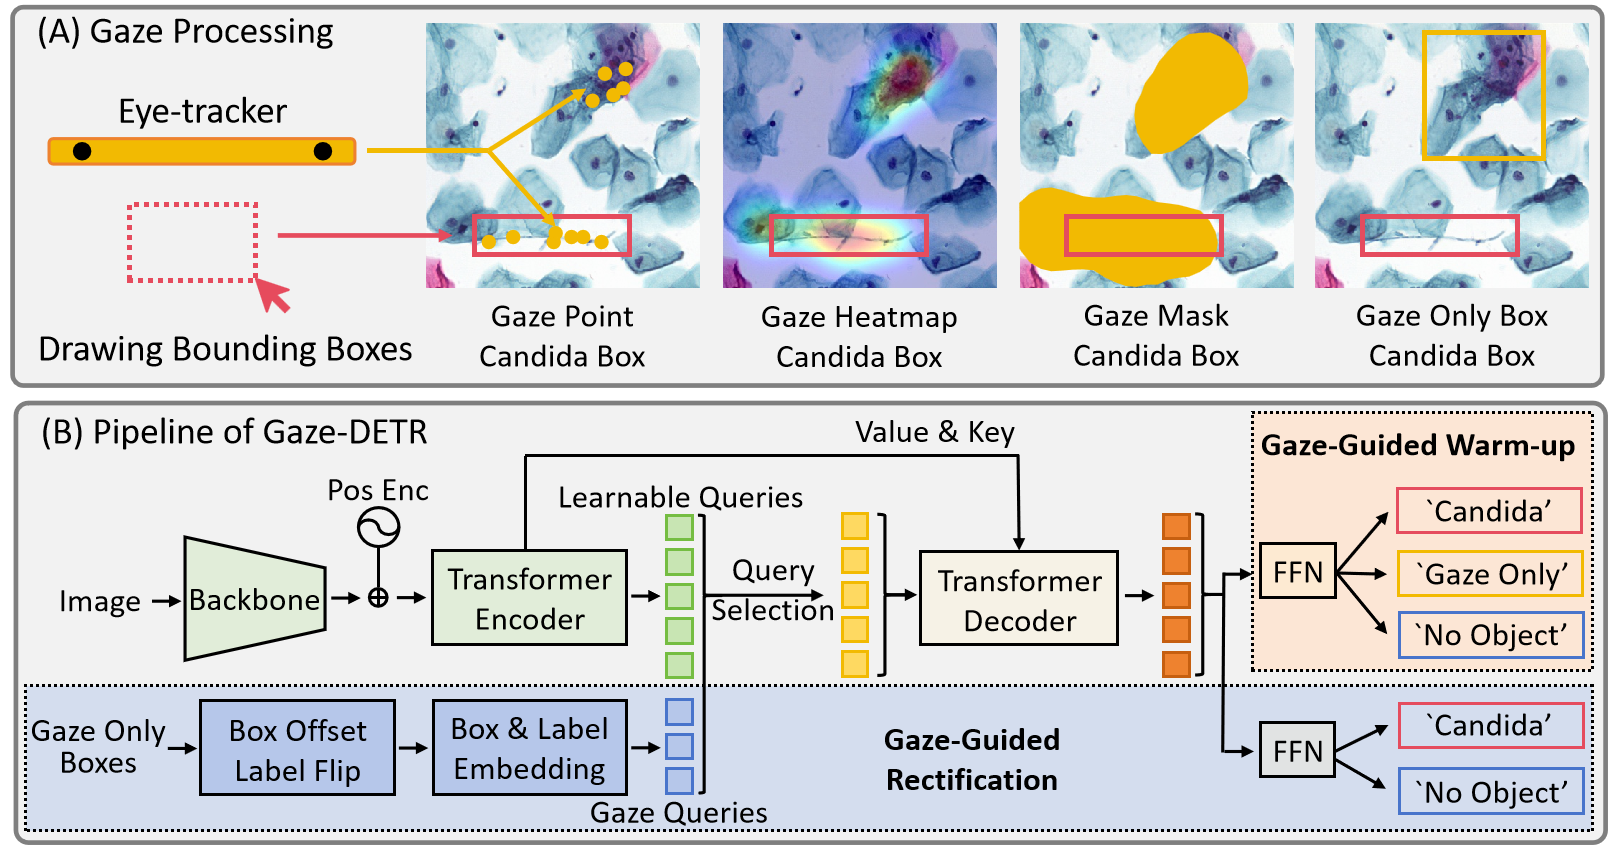 (A) Gaze Processing
Eye-tracker
Drawing Bounding Boxes
Gaze Point
Candida Box
Gaze Heatmap
Candida Box
Gaze Mask
Candida Box
Gaze Only Box
Candida Box
(B) Pipeline of Gaze-DETR
Value & Key
Gaze-Guided Warm-up
Pos Enc
Learnable Queries
Image
Backbone
Transformer
Encoder
Query
Selection
Transformer
Decoder
FFN
`Candida’
`Gaze Only’
`No Object’
Gaze Only
Boxes
Box Offset
Label Flip
Box & Label
Embedding
Gaze Queries
Gaze-Guided
Rectification
FFN
`Candida’
`No Object’